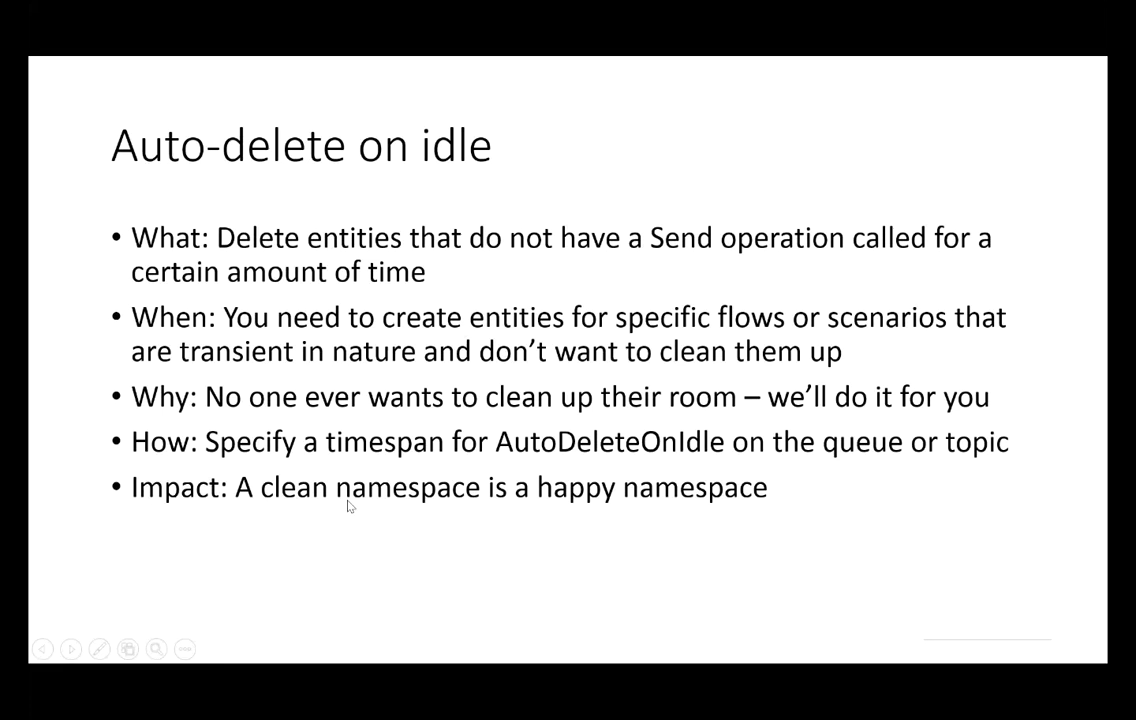 Auto-delete on idle
• What: Delete entities that do not have a Send operation called for a
certain amount of time
• When: You need to create entities for specific flows or scenarios that
are transient in nature and don’t want to clean them up
• Why: No one ever wants to clean up their room – we’ll do it for you
• How: Specify a timespan for AutoDeleteOnIdle on the queue or topic
• Impact: A clean namespace is a happy namespace